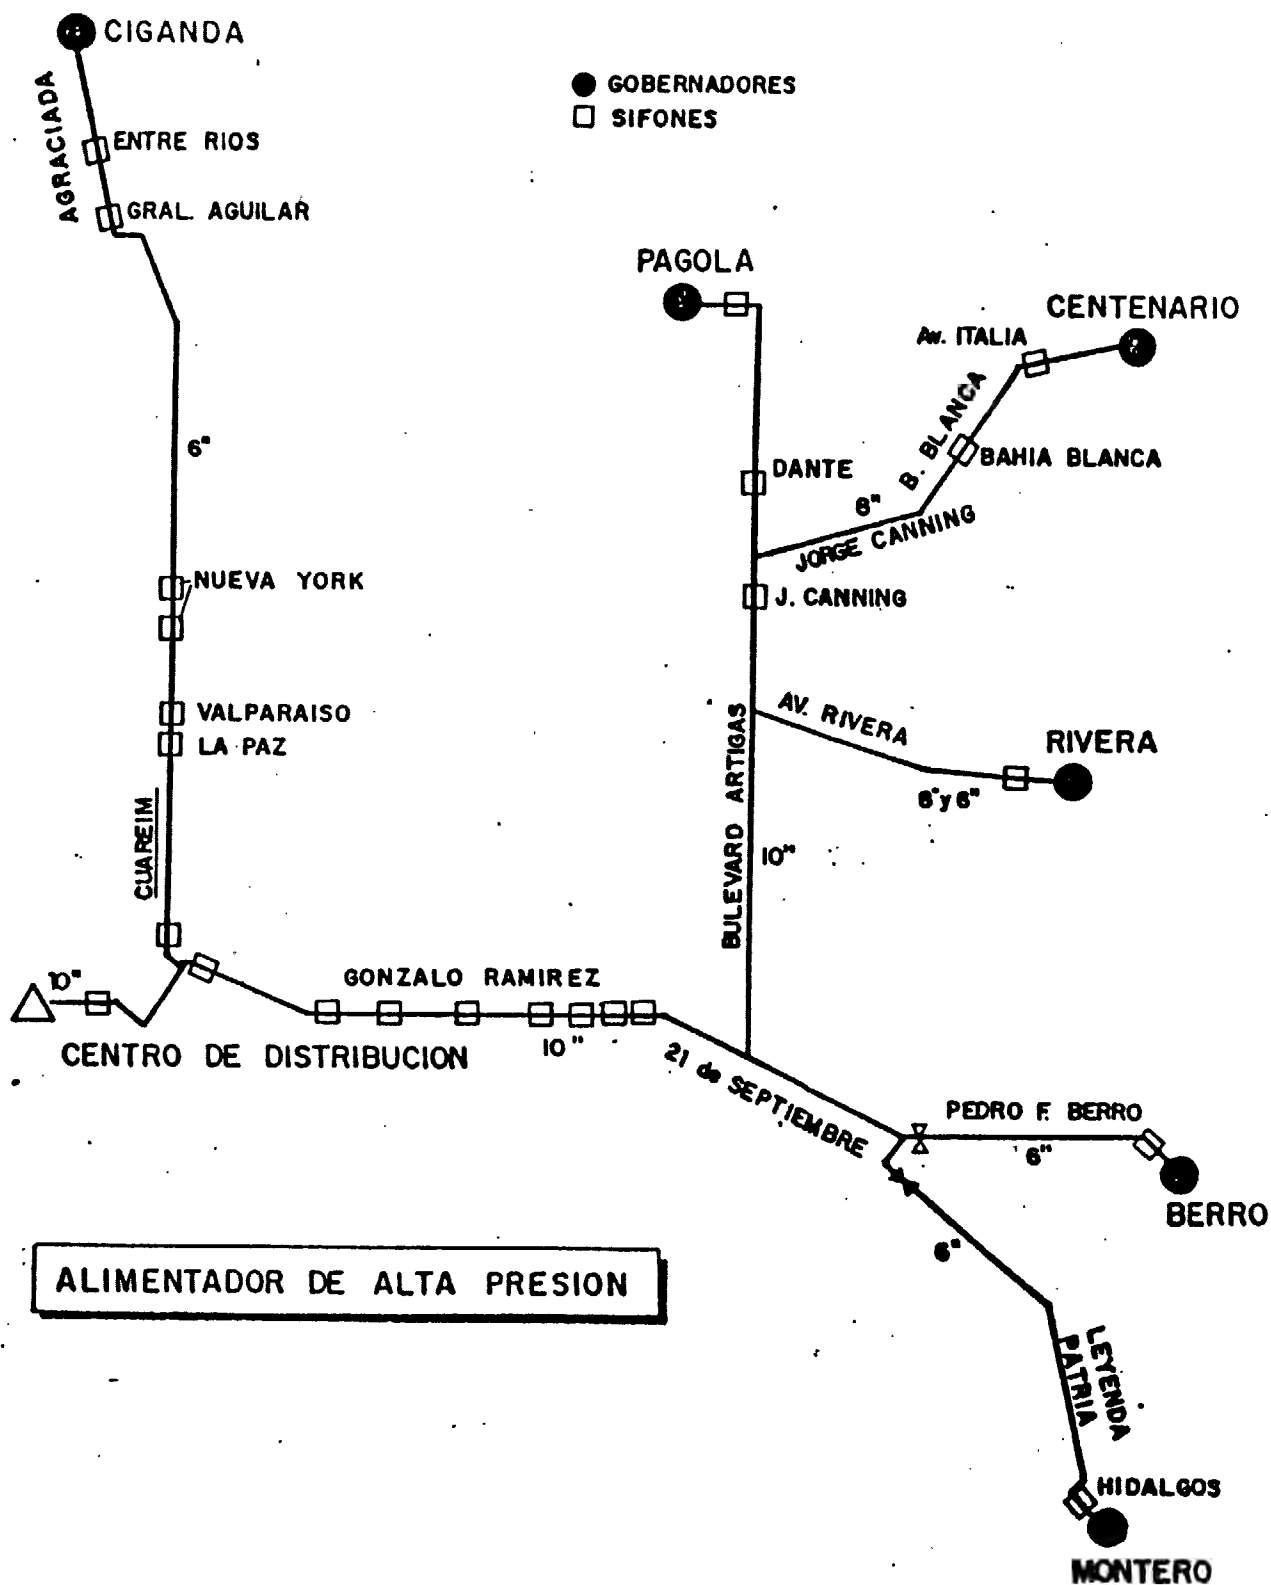 CIGANDA
GOBERNADORES
SIFONES
AGRACIADA
ENTRE RIOS
GRAL. AGUILAR
PAGOLA
CENTENARIO
Av. ITALIA
B. BLANCA
6"
DANTE
BAHIA BLANCA
6"
JORGE CANNING
NUEVA YORK
J. CANNING
VALPARAISO
LA PAZ
AV. RIVERA
RIVERA
BULEVARD ARTIGAS
6" y 6"
CUAREIM
10"
10"
GONZALO RAMIREZ
10"
CENTRO DE DISTRIBUCION
21 de SEPTIEMBRE
PEDRO F. BERRO
6"
BERRO
6"
ALIMENTADOR DE ALTA PRESION
LEYENDA
PATRIA
HIDALGOS
MONTERO